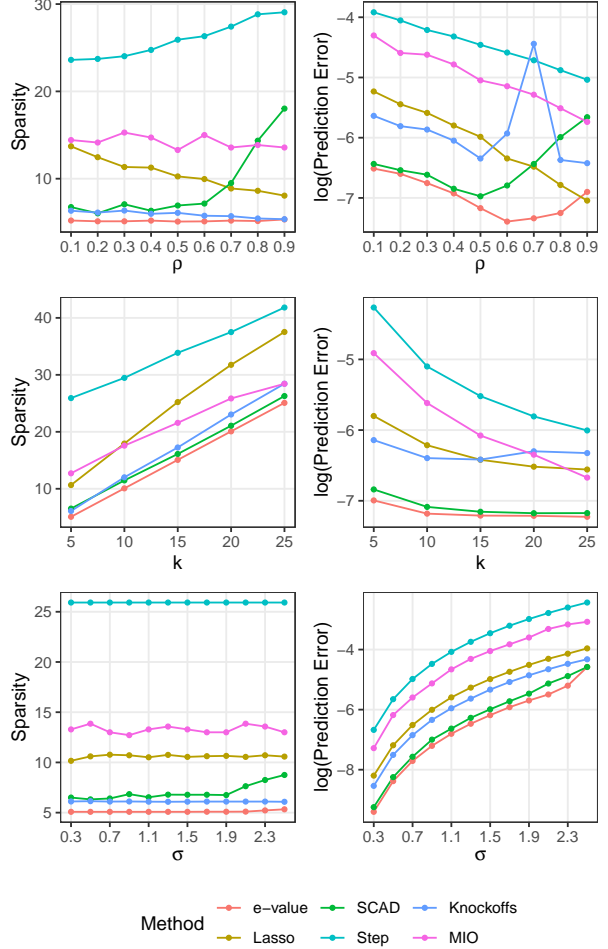 30
20
10
Sparsity
0.1 0.2 0.3 0.4 0.5 0.6 0.7 0.8 0.9
ρ
−4
−5
−6
−7
log(Prediction Error)
0.1 0.2 0.3 0.4 0.5 0.6 0.7 0.8 0.9
ρ
40
30
20
10
Sparsity
5 10 15 20 25
k
−5
−6
−7
log(Prediction Error)
5 10 15 20 25
k
25
20
15
10
5
Sparsity
0.3 0.7 1.1 1.5 1.9 2.3
σ
−4
−6
−8
log(Prediction Error)
0.3 0.7 1.1 1.5 1.9 2.3
σ
Method
e−value SCAD Knockoffs
Lasso Step MIO